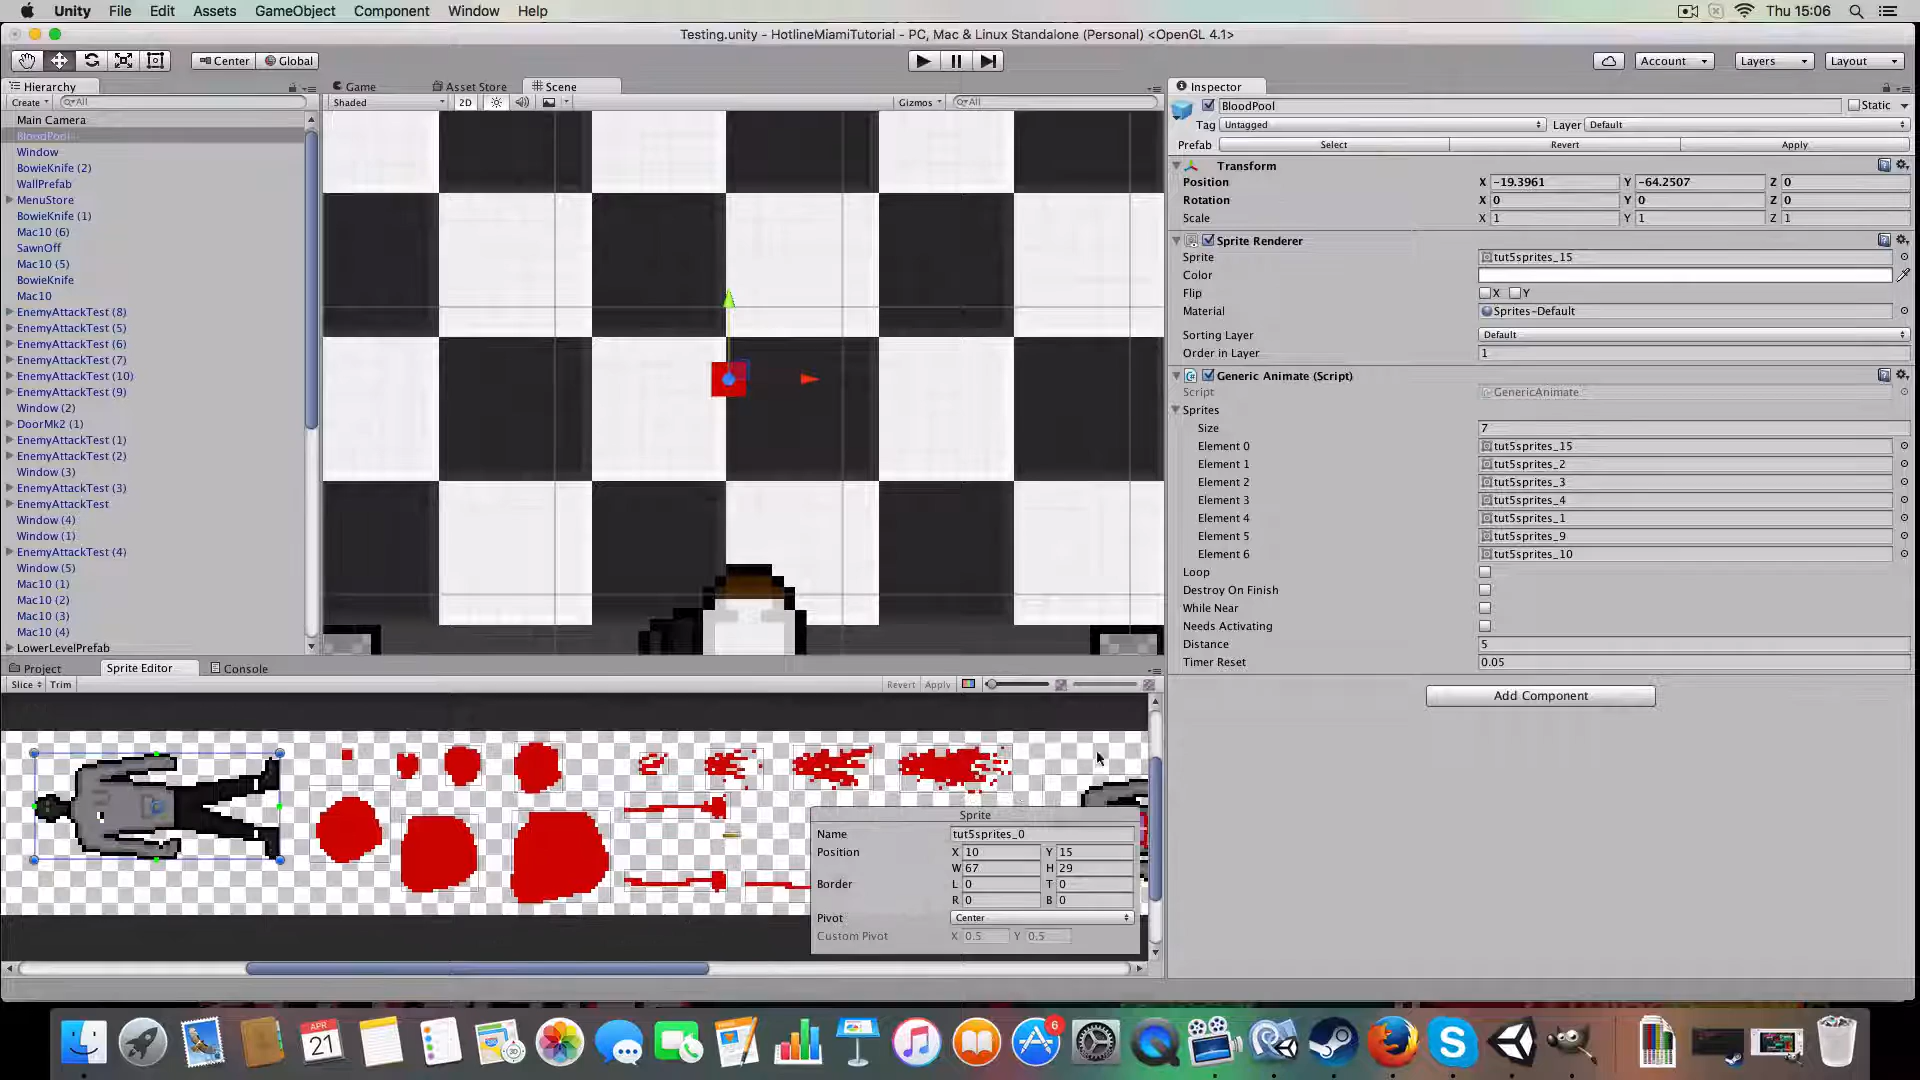 Unity File Edit Assets GameObject Component Window Help
Thu 15:06
Testing.unity - HotlineMiamiTutorial - PC, Mac & Linux Standalone (Personal) <OpenGL 4.1>
Center Global
Account Layers Layout
Hierarchy
Create All
Main Camera
BloodPool
Window
BowieKnife (2)
WallPrefab
MenuStore
BowieKnife (1)
Mac10 (6)
SawnOff
Mac10 (5)
BowieKnife
Mac10
EnemyAttackTest (8)
EnemyAttackTest (5)
EnemyAttackTest (6)
EnemyAttackTest (7)
EnemyAttackTest (10)
EnemyAttackTest (9)
Window (2)
DoorMk2 (1)
EnemyAttackTest (1)
EnemyAttackTest (2)
Window (3)
EnemyAttackTest (3)
EnemyAttackTest
Window (4)
Window (1)
EnemyAttackTest (4)
Window (5)
Mac10 (1)
Mac10 (2)
Mac10 (3)
Mac10 (4)
LowerLevelPrefab
Game Asset Store Scene
Shaded 2D Gizmos All
Inspector
BloodPool Static
Tag Untagged Layer Default
Prefab Select Revert Apply
Transform
Position X -19.3961 Y -64.2507 Z 0
Rotation X 0 Y 0 Z 0
Scale X 1 Y 1 Z 1
Sprite Renderer
Sprite tut5sprites_15
Color
Flip X Y
Material Sprites-Default
Sorting Layer Default
Order in Layer 1
Generic Animate (Script)
Script GenericAnimate
Sprites
Size 7
Element 0 tut5sprites_15
Element 1 tut5sprites_2
Element 2 tut5sprites_3
Element 3 tut5sprites_4
Element 4 tut5sprites_1
Element 5 tut5sprites_9
Element 6 tut5sprites_10
Loop
Destroy On Finish
While Near
Needs Activating
Distance 5
Timer Reset 0.05
Add Component
Project Sprite Editor Console
Slice Trim Revert Apply
Sprite
Name tut5sprites_0
Position X 10 Y 15
W 67 H 29
Border L 0 T 0
R 0 B 0
Pivot Center
Custom Pivot X 0.5 Y 0.5
APR
21
6